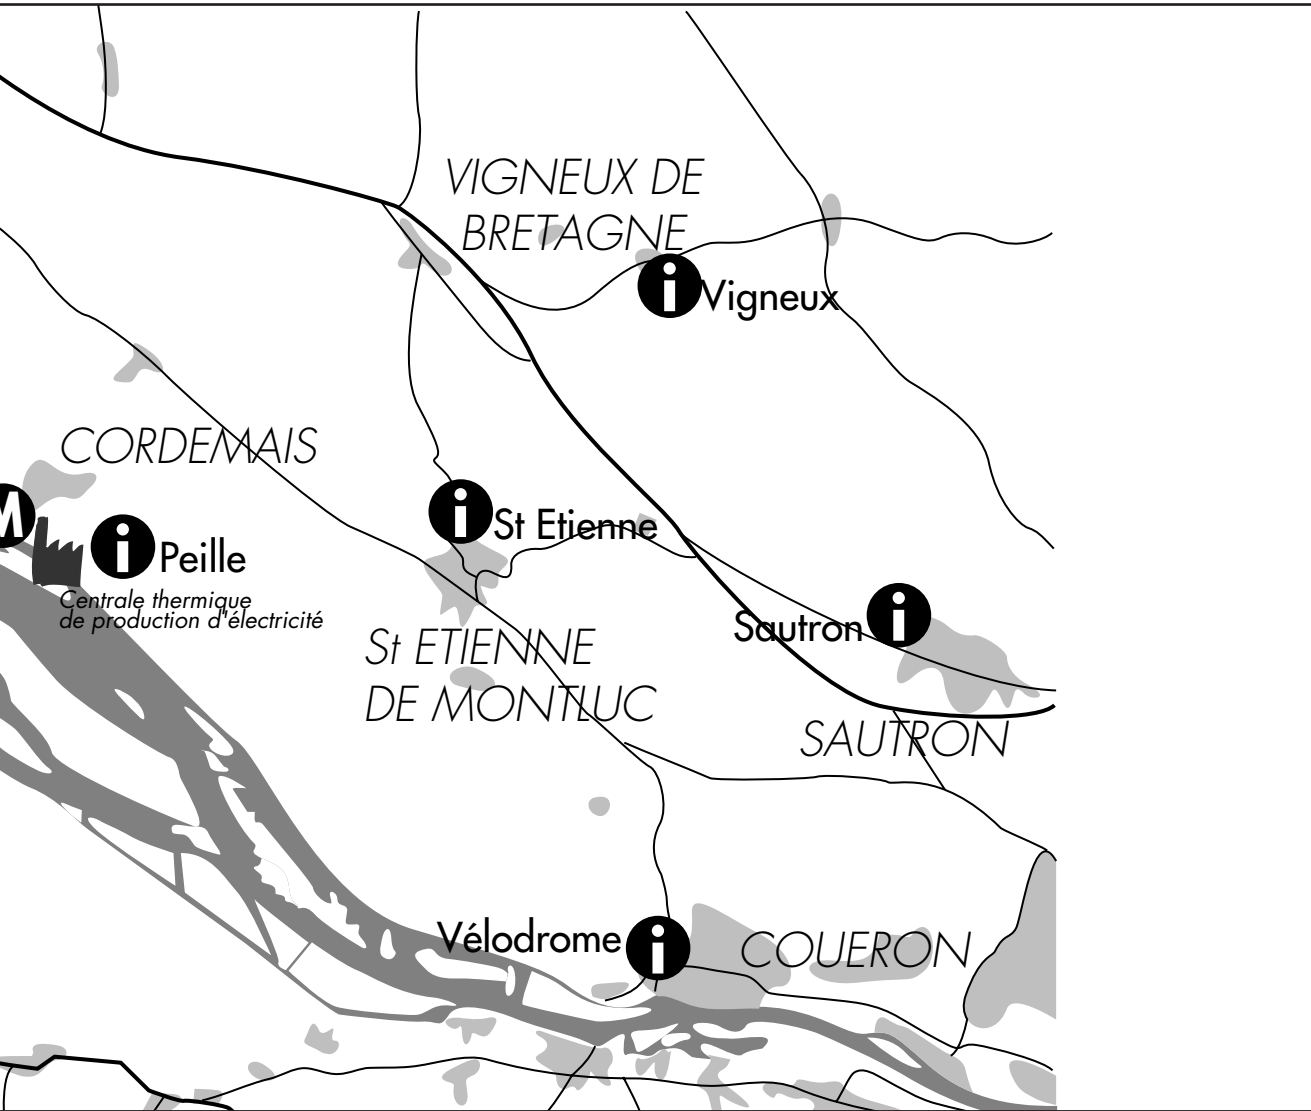 VIGNEUX DE
BRETAGNE
i Vigneux
CORDEMAIS
M
i St Etienne
i Peille
Centrale thermique
de production d'électricité
St ETIENNE
DE MONTLUC
Sautron i
SAUTRON
Vélodrome i
COUERON